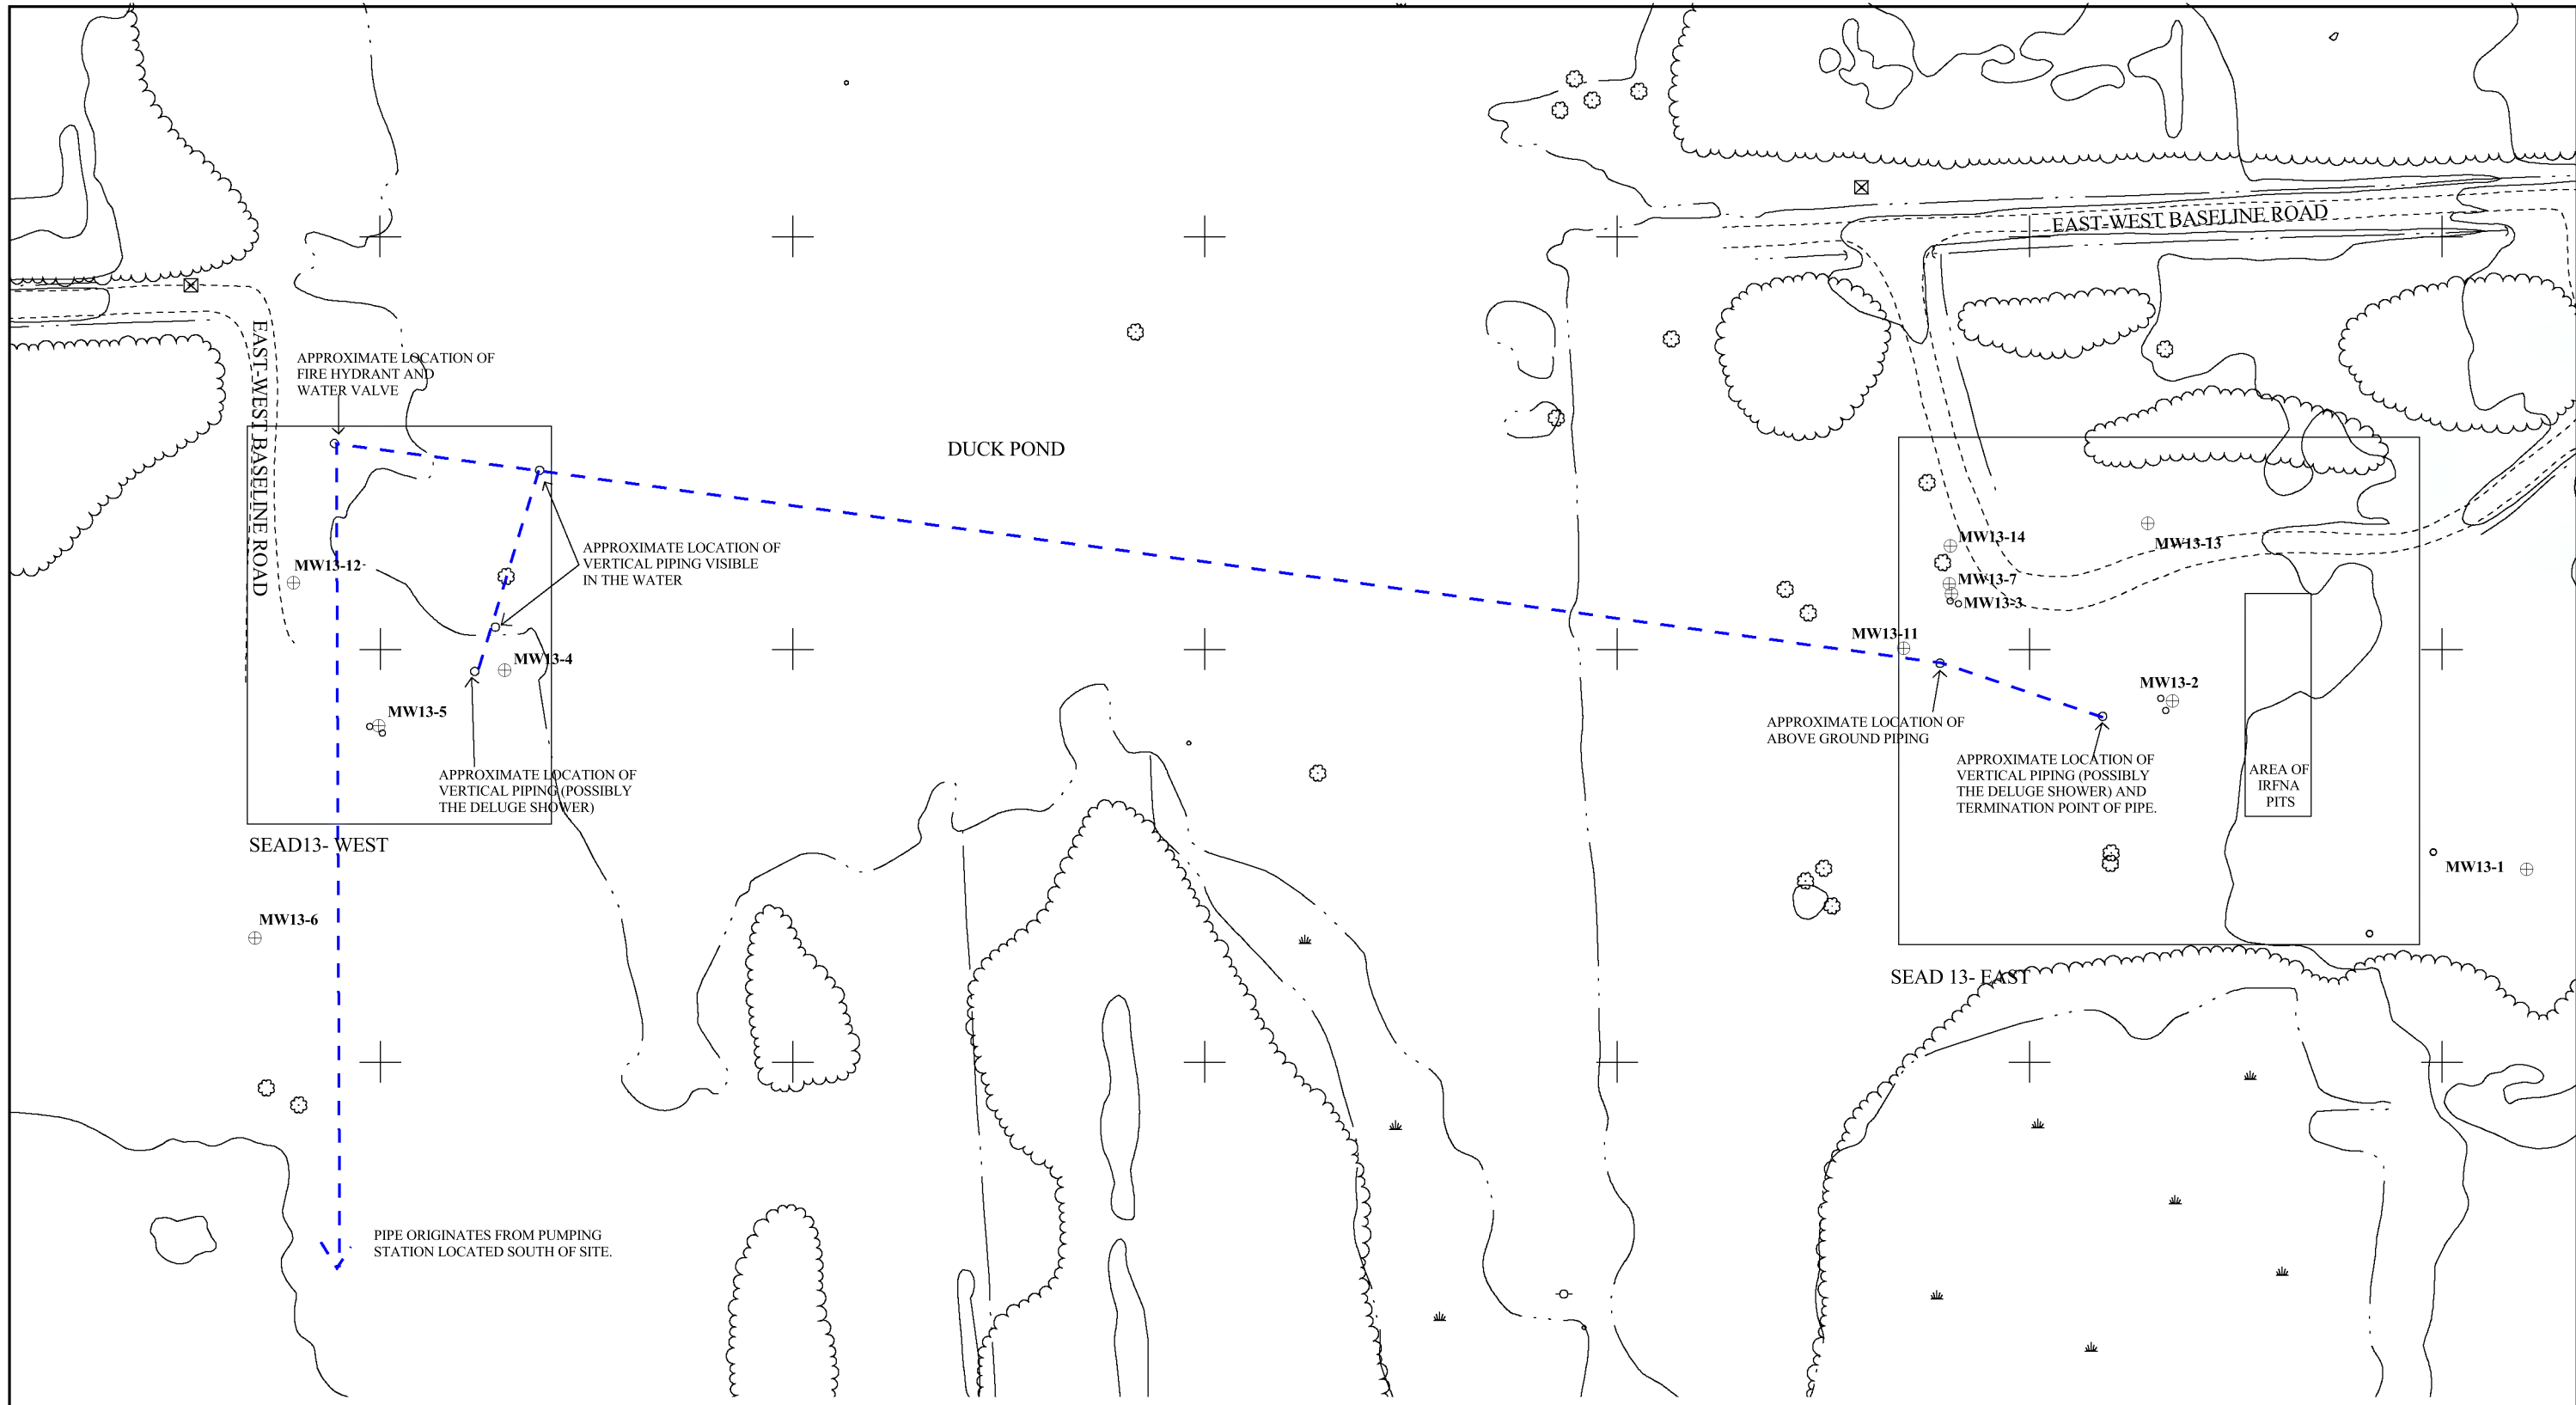 EAST-WEST BASELINE ROAD
EAST-WEST BASELINE ROAD
APPROXIMATE LOCATION OF
FIRE HYDRANT AND
WATER VALVE
DUCK POND
APPROXIMATE LOCATION OF
VERTICAL PIPING VISIBLE
IN THE WATER
MW13-12
MW13-4
MW13-5
APPROXIMATE LOCATION OF
VERTICAL PIPING (POSSIBLY
THE DELUGE SHOWER)
SEAD13- WEST
MW13-6
PIPE ORIGINATES FROM PUMPING
STATION LOCATED SOUTH OF SITE.
MW13-14
MW13-13
MW13-7
MW13-3
MW13-11
MW13-2
APPROXIMATE LOCATION OF
ABOVE GROUND PIPING
APPROXIMATE LOCATION OF
VERTICAL PIPING (POSSIBLY
THE DELUGE SHOWER) AND
TERMINATION POINT OF PIPE.
AREA OF
IRFNA
PITS
MW13-1
SEAD 13- EAST